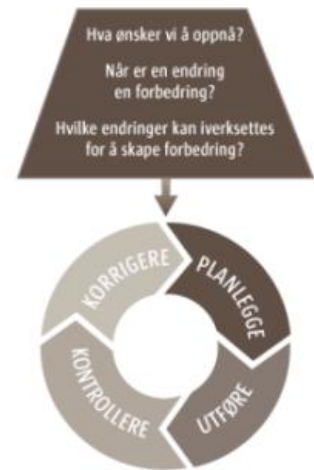 Hva ønsker vi å oppnå?
Når er en endring
en forbedring?
Hvilke endringer kan iverksettes
for å skape forbedring?
PLANLEGGE
UTFØRE
KONTROLLERE
KORRIGERE